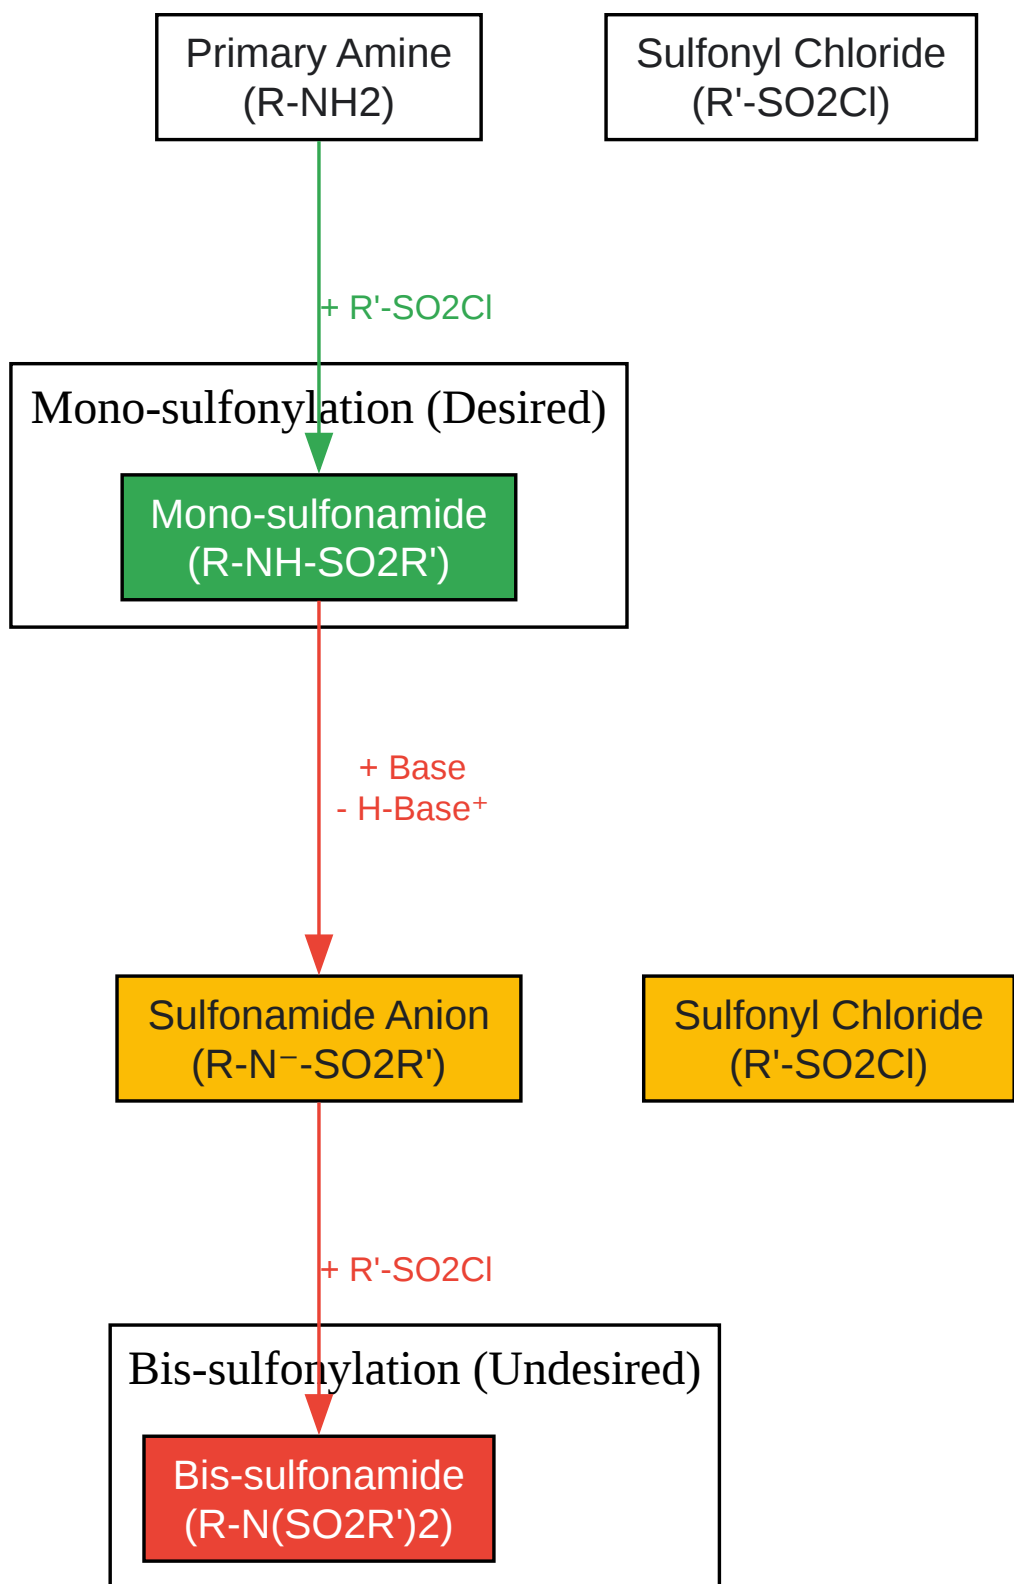 Primary Amine
(R-NH2)
Sulfonyl Chloride
(R'-SO2Cl)
+ R'-SO2Cl
Mono-sulfonylation (Desired)
Mono-sulfonamide
(R-NH-SO2R')
+ Base
- H-Base⁺
Sulfonamide Anion
(R-N⁻-SO2R')
Sulfonyl Chloride
(R'-SO2Cl)
+ R'-SO2Cl
Bis-sulfonylation (Undesired)
Bis-sulfonamide
(R-N(SO2R')2)